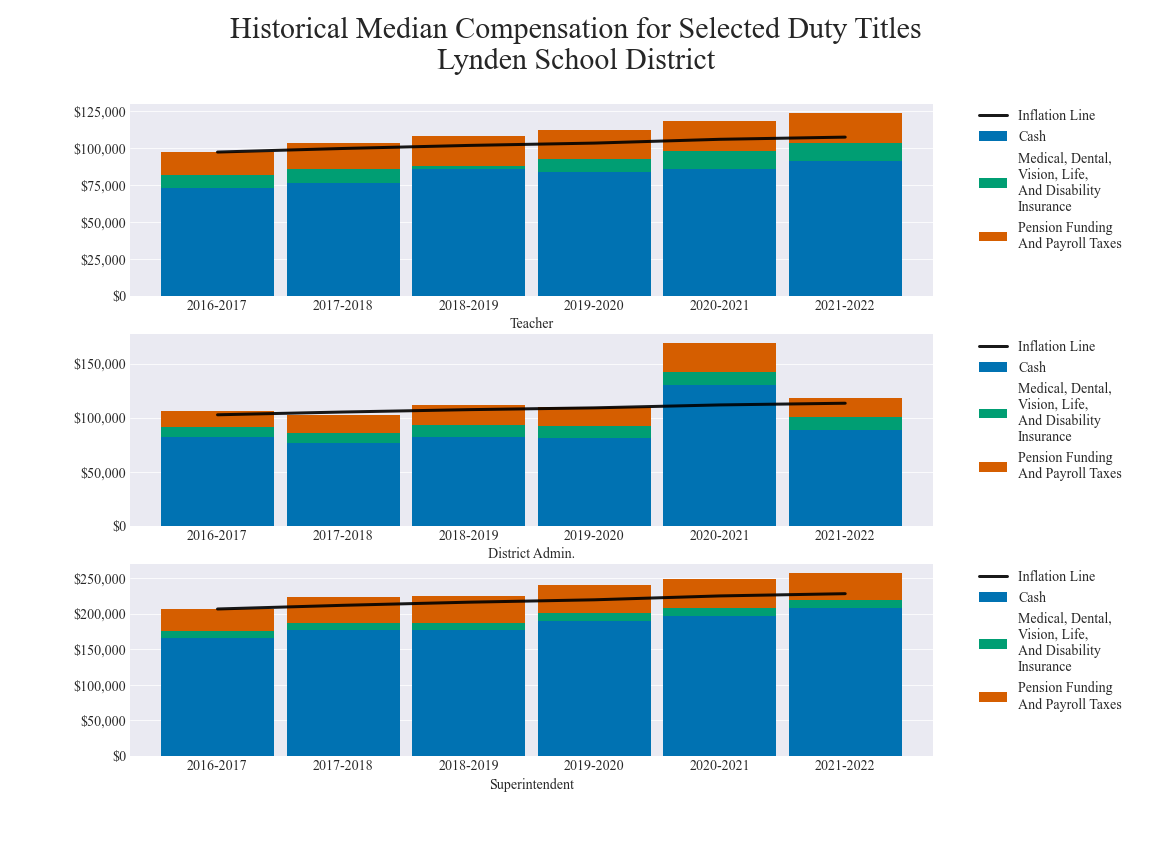 Historical Median Compensation for Selected Duty Titles
Lynden School District
$125,000
$100,000
$75,000
$50,000
$25,000
$0
2016-2017 2017-2018 2018-2019 2019-2020 2020-2021 2021-2022
Teacher
Inflation Line
Cash
Medical, Dental,
Vision, Life,
And Disability
Insurance
Pension Funding
And Payroll Taxes
$150,000
$100,000
$50,000
$0
2016-2017 2017-2018 2018-2019 2019-2020 2020-2021 2021-2022
District Admin.
Inflation Line
Cash
Medical, Dental,
Vision, Life,
And Disability
Insurance
Pension Funding
And Payroll Taxes
$250,000
$200,000
$150,000
$100,000
$50,000
$0
2016-2017 2017-2018 2018-2019 2019-2020 2020-2021 2021-2022
Superintendent
Inflation Line
Cash
Medical, Dental,
Vision, Life,
And Disability
Insurance
Pension Funding
And Payroll Taxes